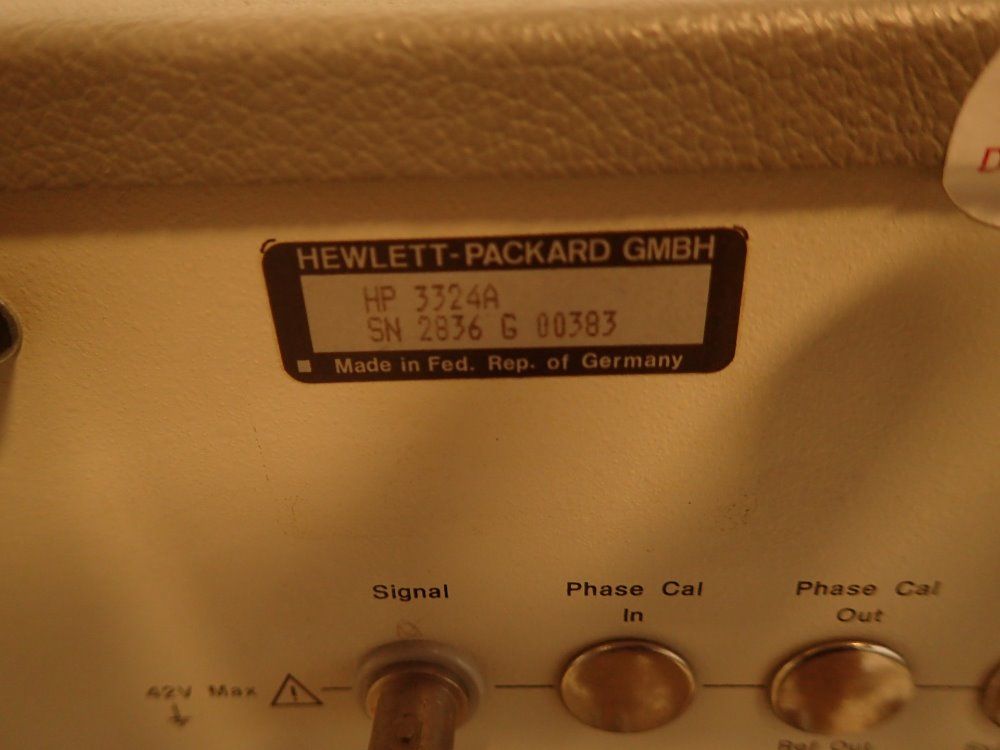 D
HEWLETT-PACKARD GMBH
HP 3324A
SN 2836 G 00383
Made in Fed. Rep. of Germany
Signal
Phase Cal
In
Phase Cal
Out
42V Max